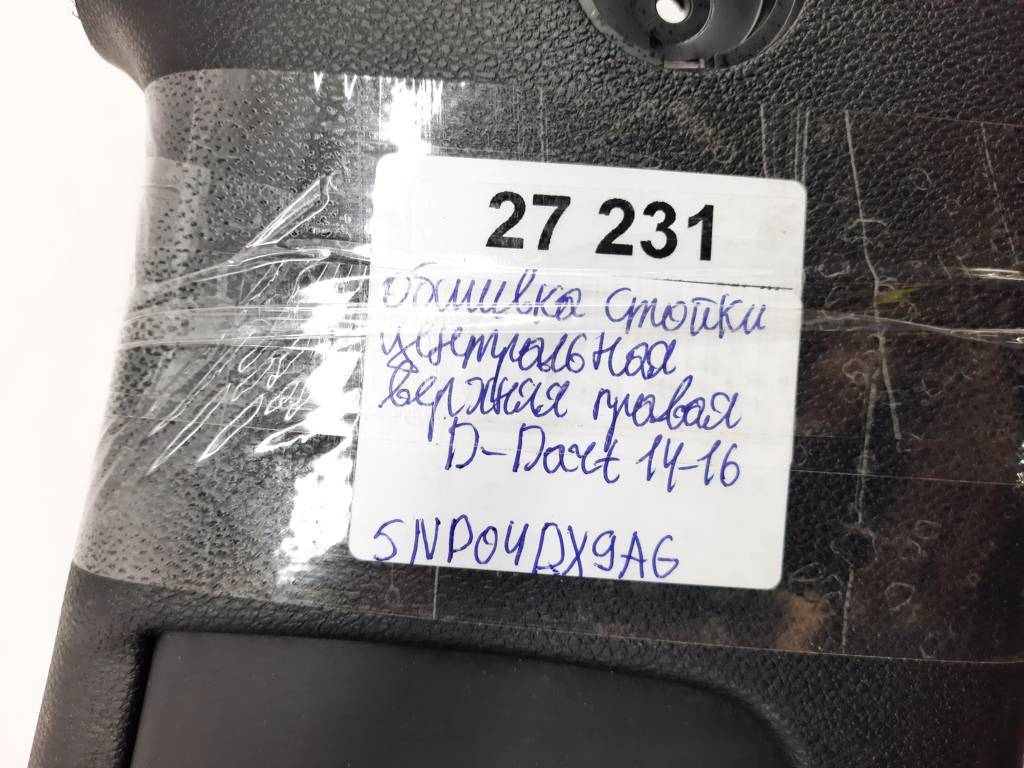 27 231
обшивка стойки
центральная
верхняя правая
D-Dart 14-16
5NP04DX9AG